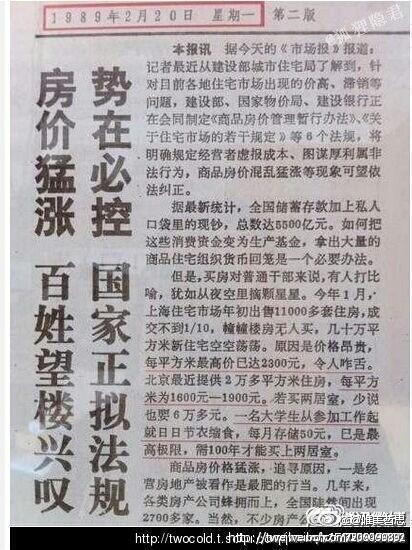 1989年2月20日 星期一 第二版
房价猛涨 百姓望楼兴叹
势在必控 国家正拟法规
本报讯 据今天的《市场报》报道:
记者最近从建设部城市住宅局了解到,针
对目前各地住宅市场出现的价高、滞销等
问题,建设部、国家物价局、建设银行正
在会同制定《商品房价管理暂行办法》、《关
于住宅市场的若干规定》等6个法规,将
明确规定经营者虚报成本、图谋厚利属非
法行为,商品房价混乱猛涨等现象可望依
法纠正。
据最新统计,全国储蓄存款加上私人
口袋里的现钞,总数达5500亿元。如何把
这些消费资金变为生产基金,拿出大量的
商品住宅组织货币回笼是一个必要办法。
但是,买房对普通干部来说,有人打比
喻,犹如从夜空里摘颗星星。今年1月,
上海住宅市场年初出售11000多套住房,成
交不到1/10,幢幢楼房无人买,几十万平
方米新住宅空空荡荡。原因是价格昂贵,
每平方米最高价已达2300元,令人咋舌。
北京最近提供2万多平方米住房,每平方米
为1600元—1900元。若买两居室,少说
也要6万多元。一名大学生从参加工作起
就日日节衣缩食,每月存储50元,已是最
高极限,需100年才能买上两居室。
商品房价格猛涨,追寻原因,一是经
营房地产被看作是最肥的行当。几年来,
各类房产公司蜂拥而上,全国陡然间出现
2700多家。当然,不少房产公
http://twocold.t.sohu.com